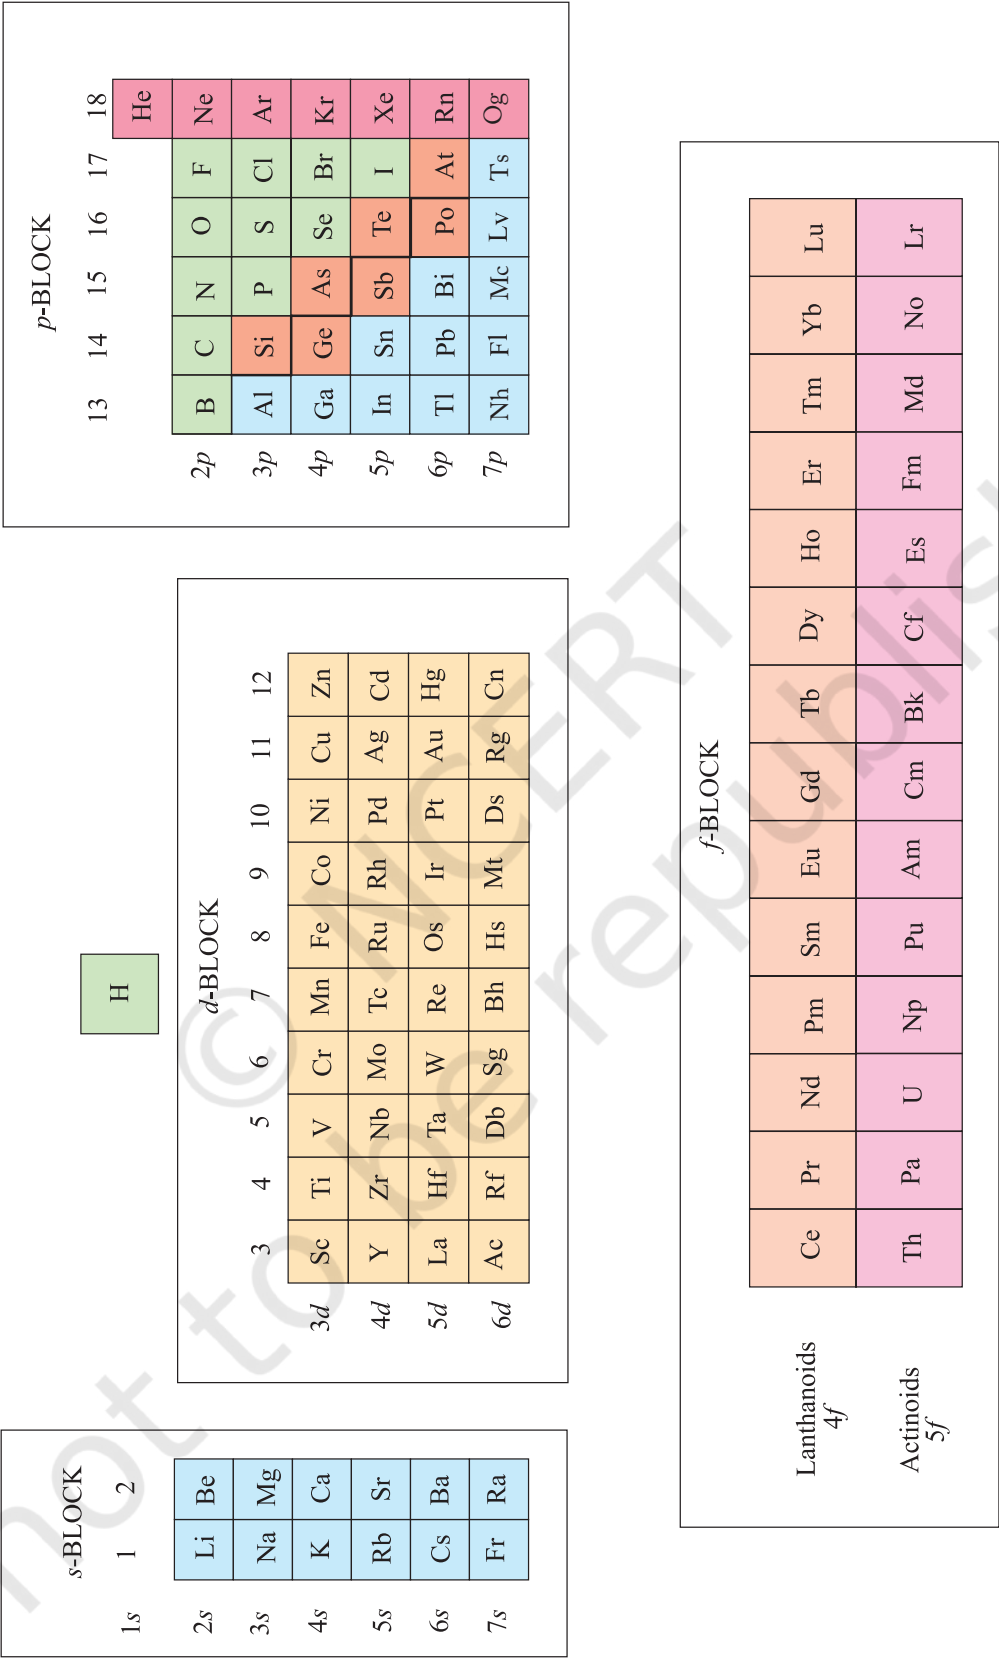 s-BLOCK
1 2
1s
2s Li Be
3s Na Mg
4s K Ca
5s Rb Sr
6s Cs Ba
7s Fr Ra
H
d-BLOCK
3 4 5 6 7 8 9 10 11 12
3d Sc Ti V Cr Mn Fe Co Ni Cu Zn
4d Y Zr Nb Mo Tc Ru Rh Pd Ag Cd
5d La Hf Ta W Re Os Ir Pt Au Hg
6d Ac Rf Db Sg Bh Hs Mt Ds Rg Cn
p-BLOCK
13 14 15 16 17 18
He
2p B C N O F Ne
3p Al Si P S Cl Ar
4p Ga Ge As Se Br Kr
5p In Sn Sb Te I Xe
6p Tl Pb Bi Po At Rn
7p Nh Fl Mc Lv Ts Og
f-BLOCK
Lanthanoids
4f
Ce Pr Nd Pm Sm Eu Gd Tb Dy Ho Er Tm Yb Lu
Actinoids
5f
Th Pa U Np Pu Am Cm Bk Cf Es Fm Md No Lr
© NCERT
not to be republish